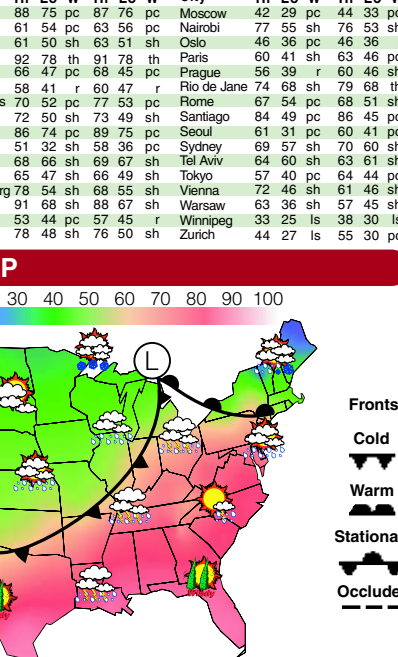 88 75 pc 87 76 pc Moscow 42 29 pc 44 33 pc
61 54 pc 63 56 pc Nairobi 77 55 sh 76 53 sh
61 50 sh 63 51 sh Oslo 46 36 pc 46 36
92 78 th 91 78 th Paris 60 41 sh 63 46 pc
66 47 pc 68 45 pc Prague 56 39 r 60 46 sh
58 41 r 60 47 r Rio de Jane 74 68 sh 79 68 th
s 70 52 pc 77 53 pc Rome 67 54 pc 68 51 sh
72 50 sh 73 49 sh Santiago 84 49 pc 86 45 pc
86 74 pc 89 75 pc Seoul 61 31 pc 60 41 pc
51 32 sh 58 36 pc Sydney 69 57 sh 70 60 sh
68 66 sh 69 67 sh Tel Aviv 64 60 sh 63 61 sh
65 47 sh 66 49 sh Tokyo 57 40 pc 64 44 pc
rg 78 54 sh 68 55 sh Vienna 72 46 sh 61 46 sh
91 68 sh 88 67 sh Warsaw 63 36 sh 57 45 sh
53 44 pc 57 45 r Winnipeg 33 25 ls 38 30 ls
78 48 sh 76 50 sh Zurich 44 27 ls 55 30 pc
P
30 40 50 60 70 80 90 100
L
Fronts
Cold
Warm
Stationa
Occlude
Windy